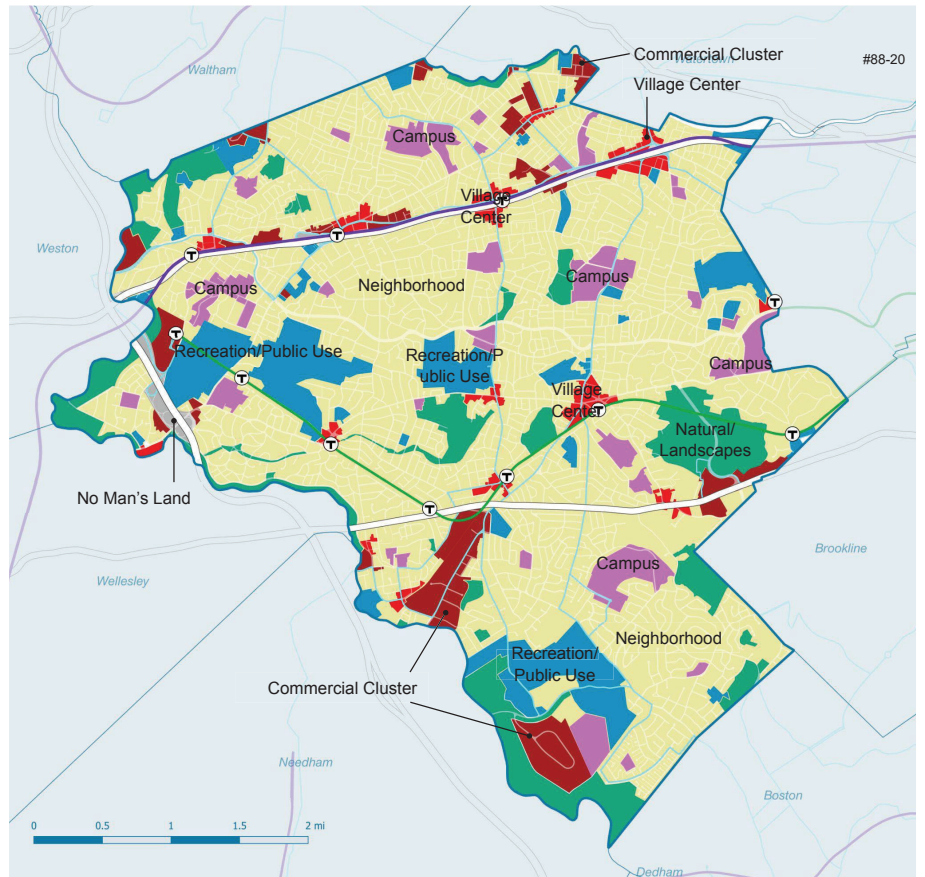 Commercial Cluster
Watertown
#88-20
Waltham
Village Center
Campus
Village
Center
Weston
Campus
Neighborhood
Campus
Recreation/Public Use
Recreation/P
ublic Use
Campus
Village
Center
Natural/
Landscapes
No Man's Land
Brookline
Wellesley
Campus
Neighborhood
Recreation/
Public Use
Commercial Cluster
Needham
Boston
0 0.5 1 1.5 2 mi
Dedham
T
T
T
T
T
T
T
T
T
T
T